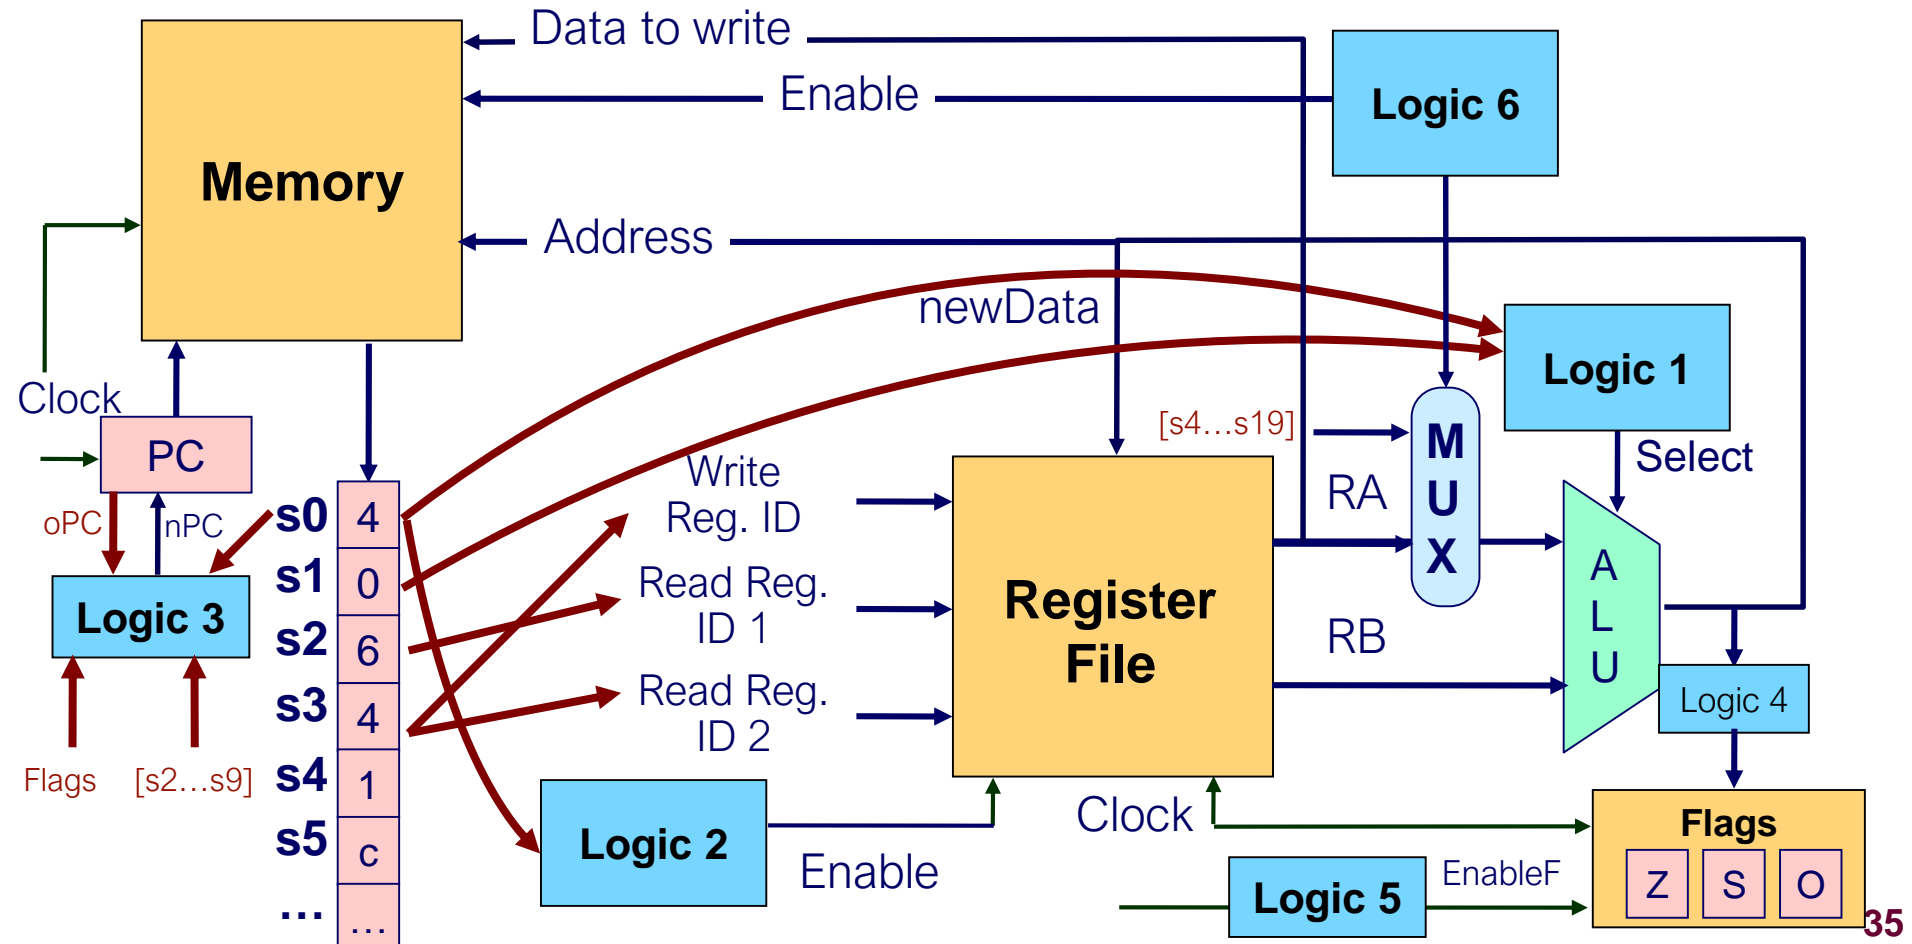 Data to write
Enable
Logic 6
Memory
Address
newData
Logic 1
Clock
[s4...s19]
M
U
X
Select
PC
Write
Reg. ID
RA
oPC
nPC
s0 4
s1 0
Read Reg.
ID 1
Register
File
A
L
U
Logic 3
s2 6
RB
s3 4
Read Reg.
ID 2
Logic 4
Flags
[s2...s9]
s4 1
s5 c
... ...
Logic 2
Enable
Clock
Flags
Z S O
Logic 5
EnableF
35